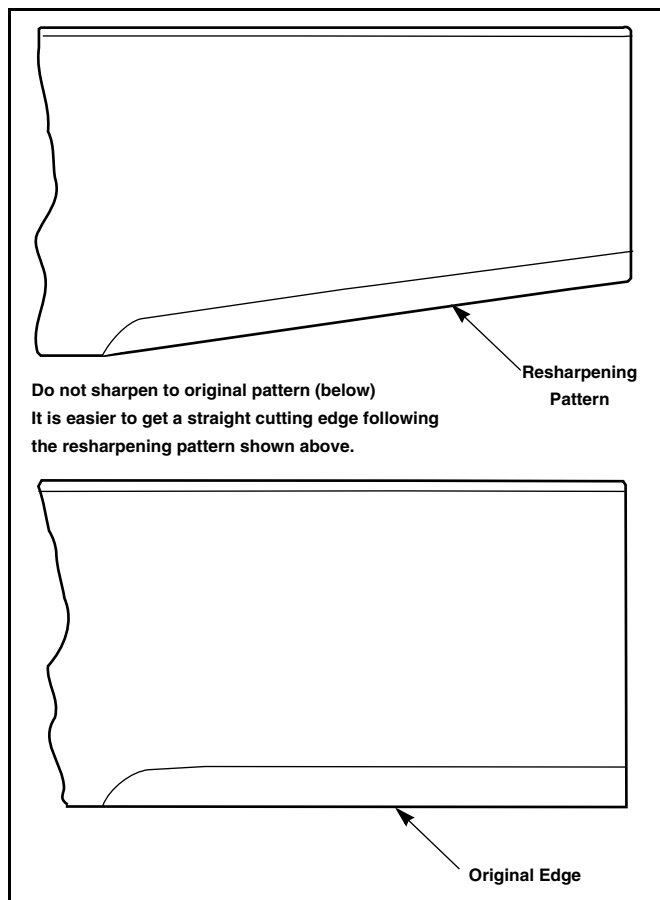 Resharpening
Pattern
Do not sharpen to original pattern (below)
It is easier to get a straight cutting edge following
the resharpening pattern shown above.
Original Edge